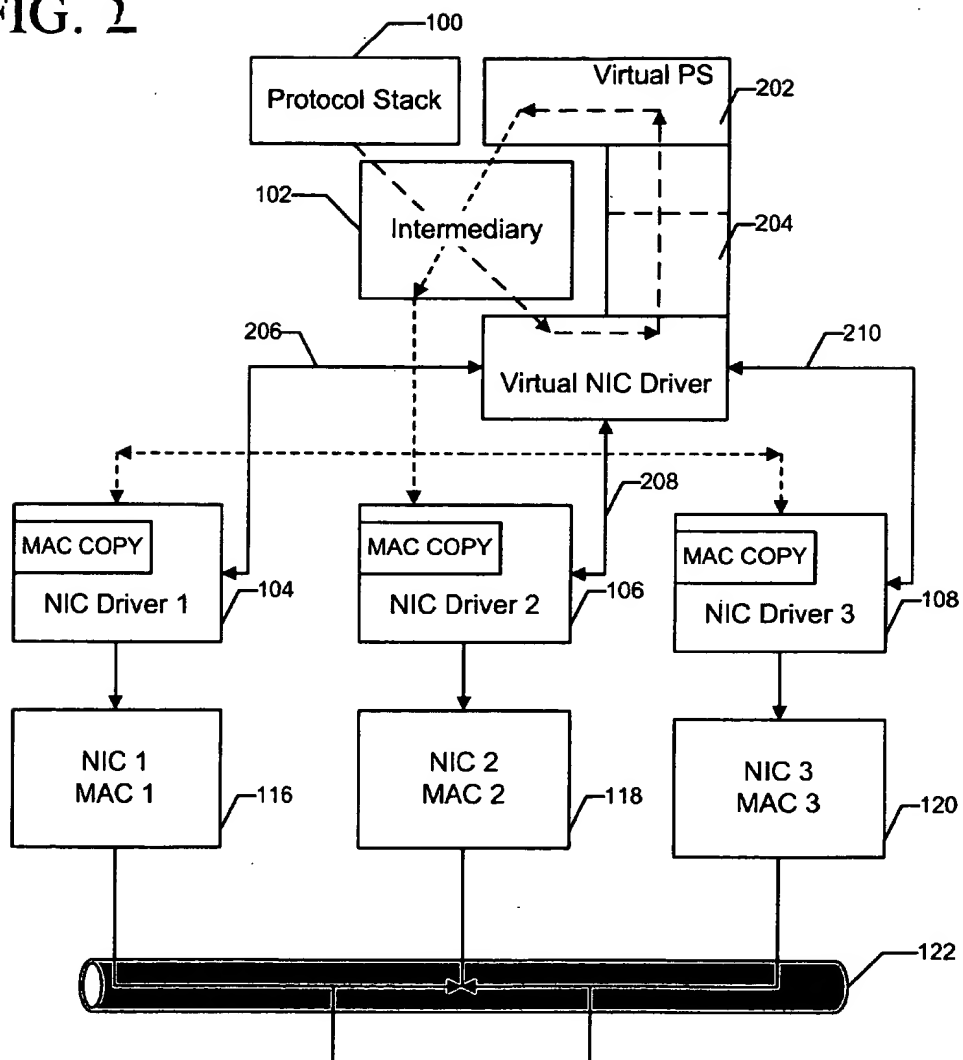 FIG. 2
100
Protocol Stack
Virtual PS
202
102
Intermediary
204
206
210
Virtual NIC Driver
208
MAC COPY
NIC Driver 1
104
MAC COPY
NIC Driver 2
106
MAC COPY
NIC Driver 3
108
NIC 1
MAC 1
116
NIC 2
MAC 2
118
NIC 3
MAC 3
120
122